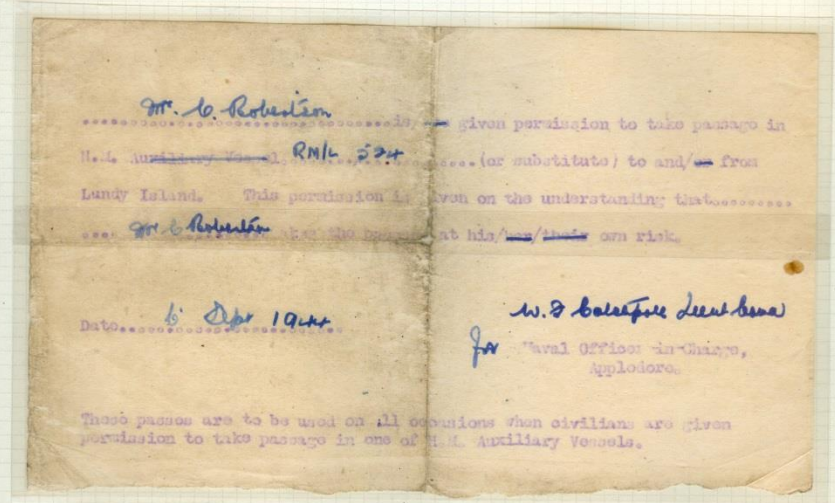 Mr. C. Robertson
........................................is/are given permission to take passage in
H.M. Auxiliary Vessel RML 524 .... (or substitute) to and/or from
Lundy Island. This permission is given on the understanding that..........
.... Mr C Robertson the at his/her/their own risk.
Date.... 6 Sept 1944
W. Lieut Comd
for Naval Officer-in-Charge,
Appledore.
These passes are to be used on all occasions when civilians are given
permission to take passage in one of H.M. Auxiliary Vessels.